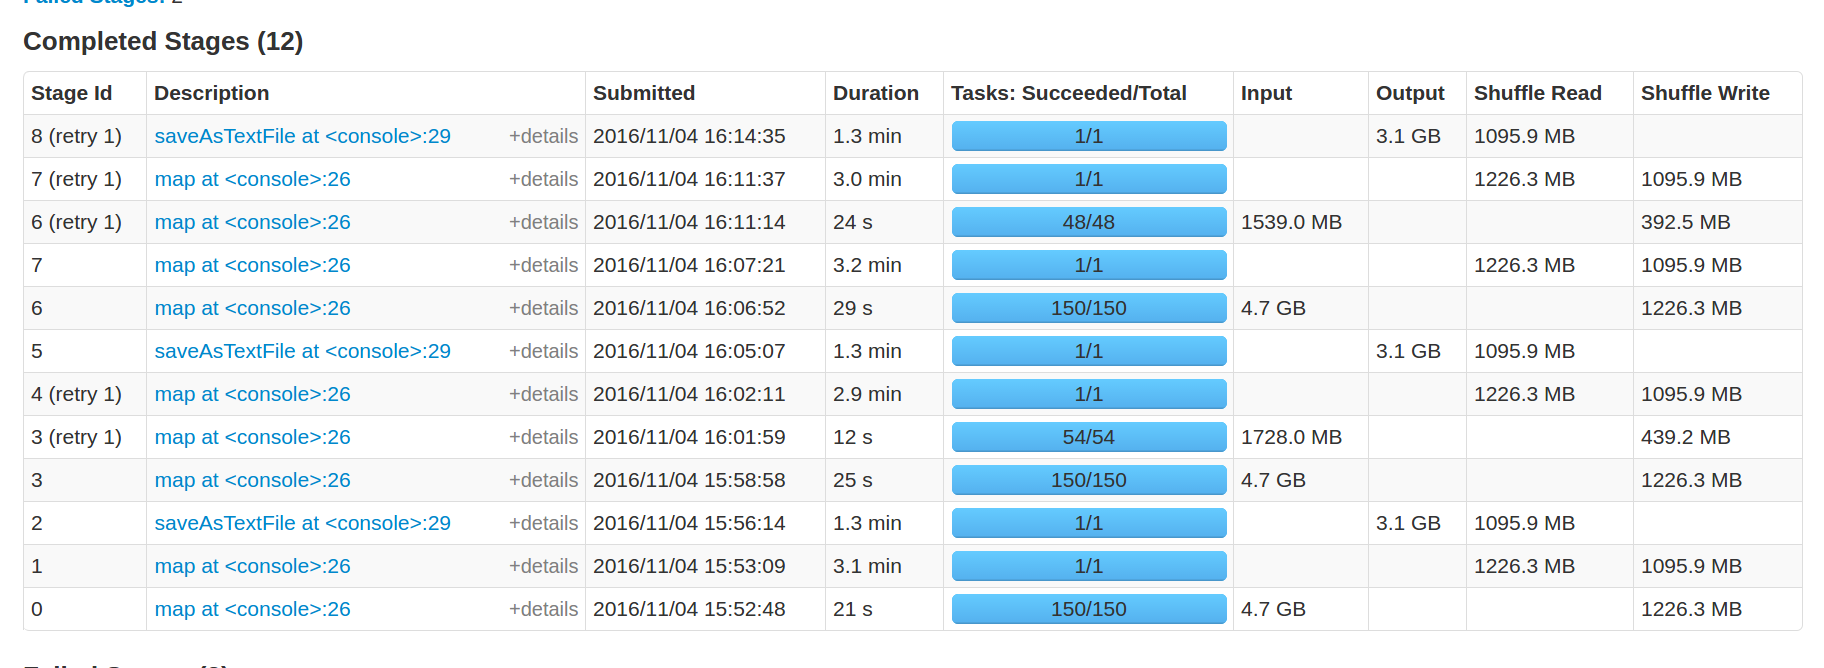 Failed Stages: 2
Completed Stages (12)
Stage Id Description Submitted Duration Tasks: Succeeded/Total Input Output Shuffle Read Shuffle Write
8 (retry 1) saveAsTextFile at <console>:29 +details 2016/11/04 16:14:35 1.3 min 1/1 3.1 GB 1095.9 MB
7 (retry 1) map at <console>:26 +details 2016/11/04 16:11:37 3.0 min 1/1 1226.3 MB 1095.9 MB
6 (retry 1) map at <console>:26 +details 2016/11/04 16:11:14 24 s 48/48 1539.0 MB 392.5 MB
7 map at <console>:26 +details 2016/11/04 16:07:21 3.2 min 1/1 1226.3 MB 1095.9 MB
6 map at <console>:26 +details 2016/11/04 16:06:52 29 s 150/150 4.7 GB 1226.3 MB
5 saveAsTextFile at <console>:29 +details 2016/11/04 16:05:07 1.3 min 1/1 3.1 GB 1095.9 MB
4 (retry 1) map at <console>:26 +details 2016/11/04 16:02:11 2.9 min 1/1 1226.3 MB 1095.9 MB
3 (retry 1) map at <console>:26 +details 2016/11/04 16:01:59 12 s 54/54 1728.0 MB 439.2 MB
3 map at <console>:26 +details 2016/11/04 15:58:58 25 s 150/150 4.7 GB 1226.3 MB
2 saveAsTextFile at <console>:29 +details 2016/11/04 15:56:14 1.3 min 1/1 3.1 GB 1095.9 MB
1 map at <console>:26 +details 2016/11/04 15:53:09 3.1 min 1/1 1226.3 MB 1095.9 MB
0 map at <console>:26 +details 2016/11/04 15:52:48 21 s 150/150 4.7 GB 1226.3 MB